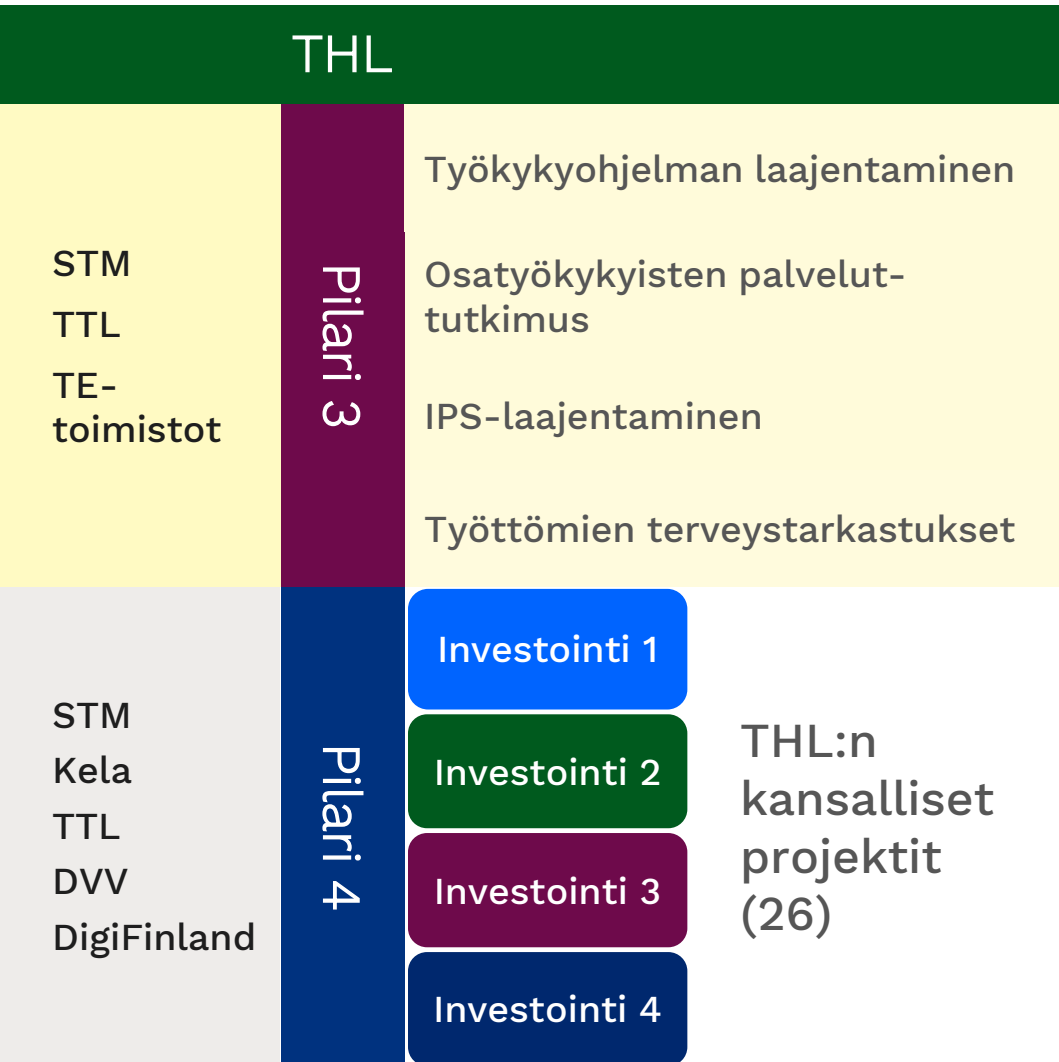 THL
STM
TTL
TE-
toimistot
Pilari 3
Työkykyohjelman laajentaminen
Osatyökykyisten palvelut-
tutkimus
IPS-laajentaminen
Työttömien terveystarkastukset
STM
Kela
TTL
DVV
DigiFinland
Pilari 4
Investointi 1
Investointi 2
Investointi 3
Investointi 4
THL:n
kansalliset
projektit
(26)